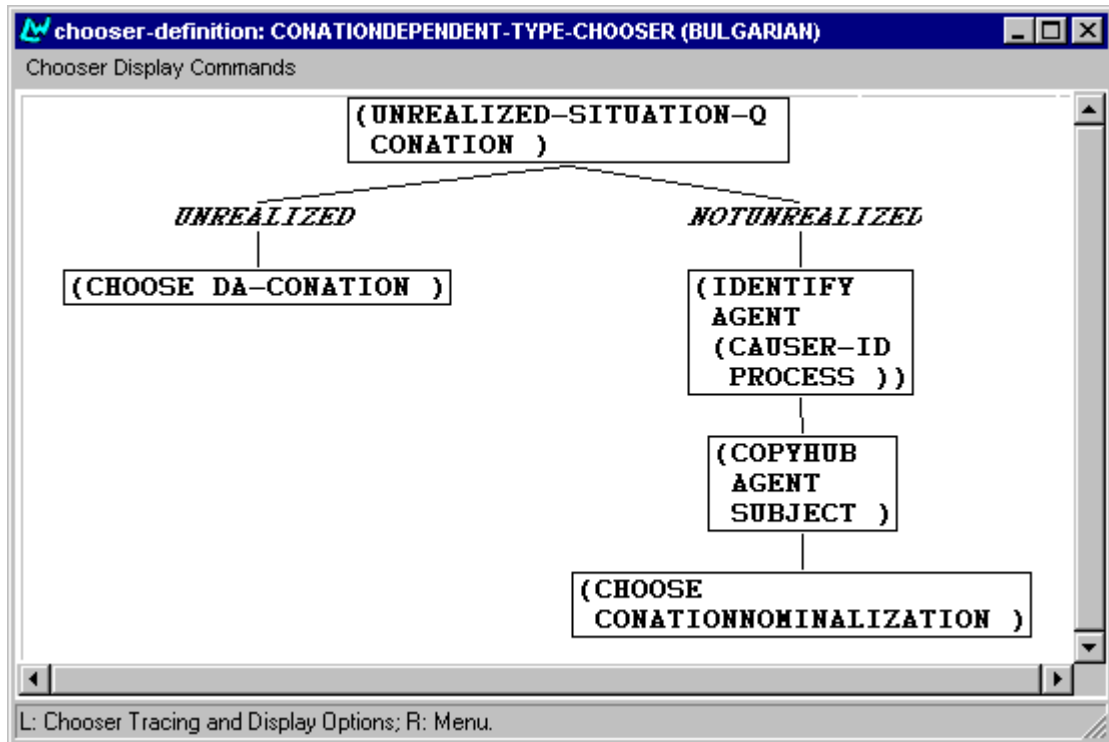 chooser-definition: CONATIONDEPENDENT-TYPE-CHOOSER (BULGARIAN)
Chooser Display Commands
(UNREALIZED-SITUATION-Q
CONATION )
UNREALIZED
NOTUNREALIZED
(CHOOSE DA-CONATION )
(IDENTIFY
AGENT
(CAUSER-ID
PROCESS ))
(COPYHUB
AGENT
SUBJECT )
(CHOOSE
CONATIONNOMINALIZATION )
L: Chooser Tracing and Display Options; R: Menu.